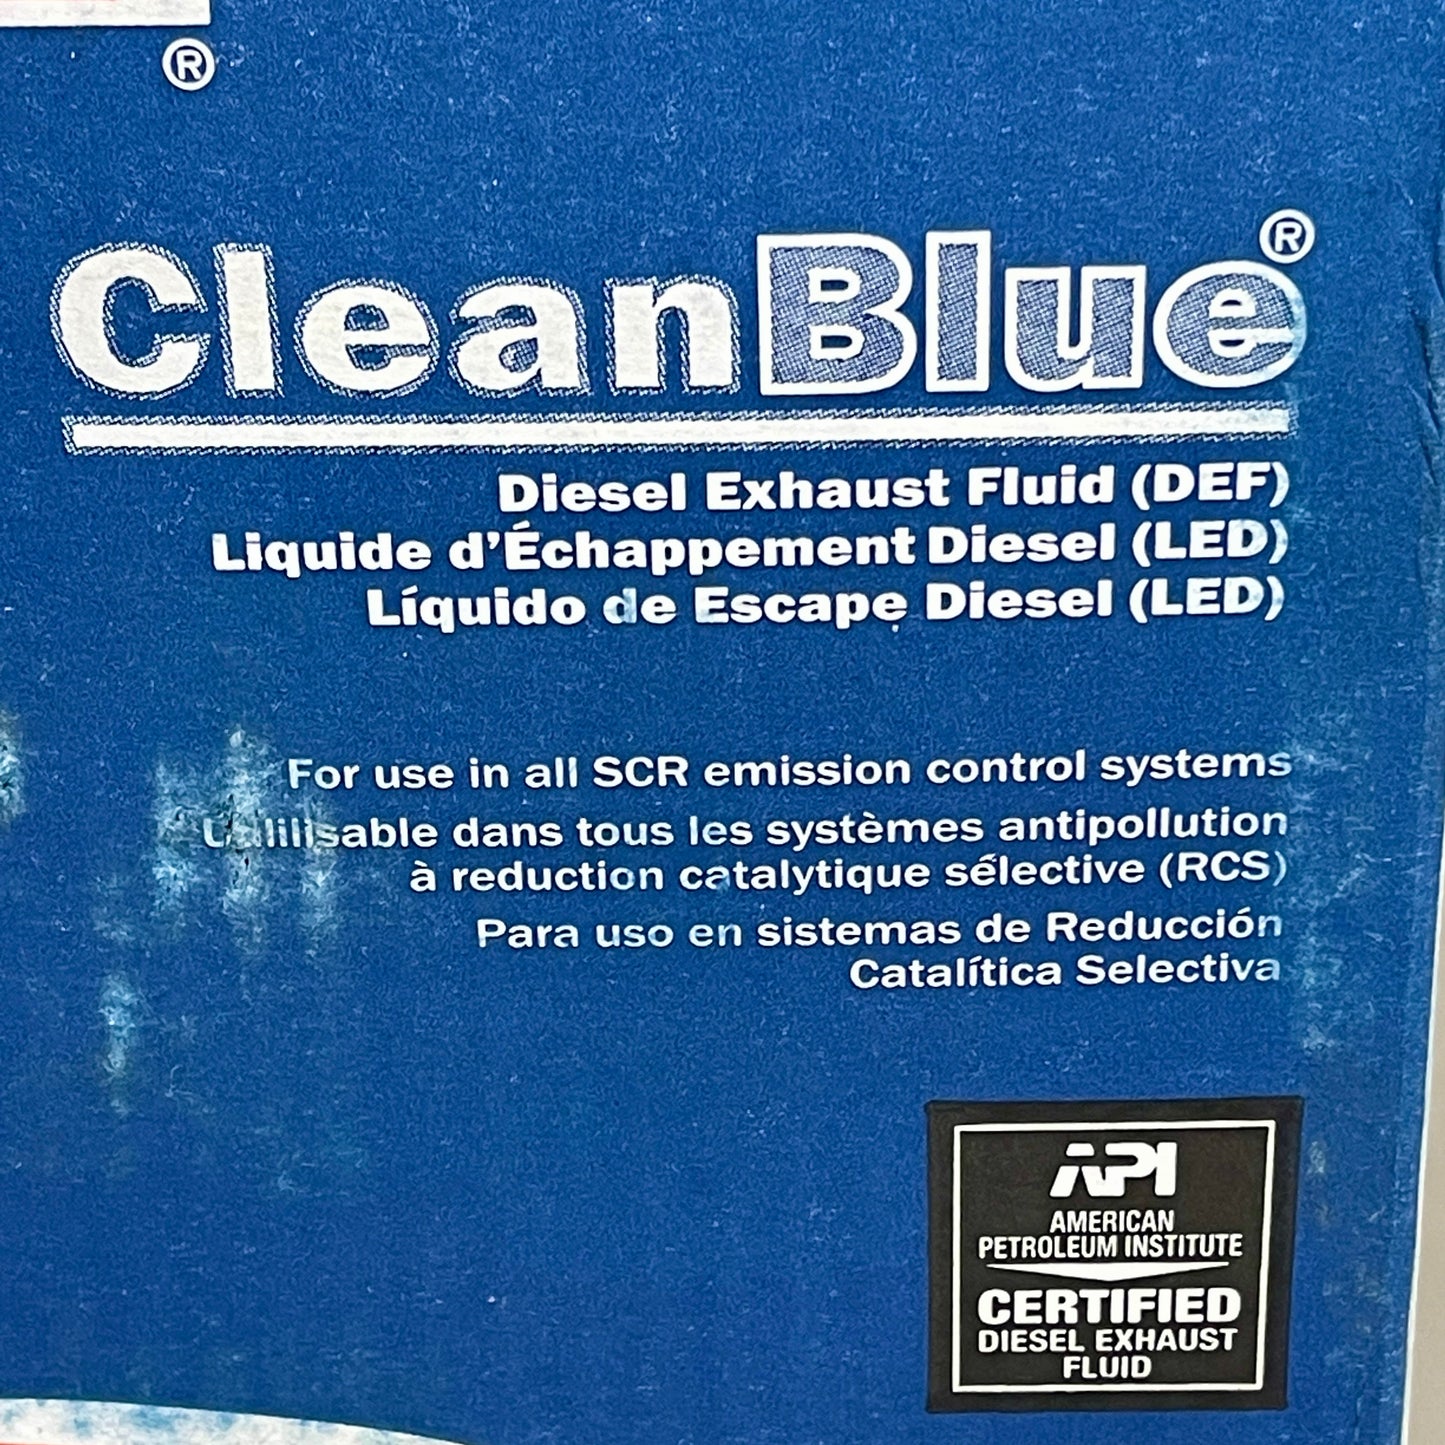 ®
CleanBlue®
Diesel Exhaust Fluid (DEF)
Liquide d'Échappement Diesel (LED)
Líquido de Escape Diesel (LED)
For use in all SCR emission control systems
dans tous les systèmes antipollution
à reduction catalytique sélective (RCS)
Para uso en sistemas de Reducción
Catalítica Selectiva
API
AMERICAN
PETROLEUM INSTITUTE
CERTIFIED
DIESEL EXHAUST
FLUID